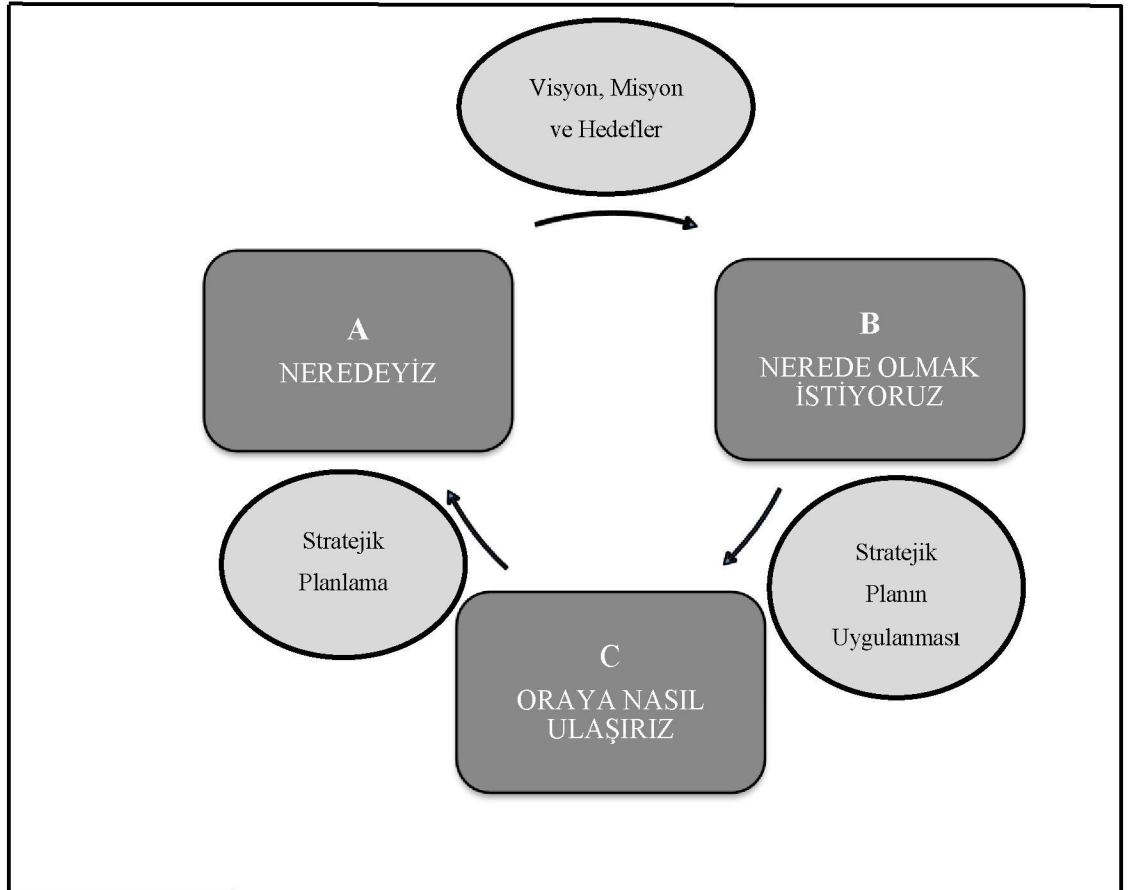 Visyon, Misyon
ve Hedefler
A
NEREDEYİZ
B
NEREDE OLMAK
İSTİYORUZ
Stratejik
Planlama
Stratejik
Planın
Uygulanması
C
ORAYA NASIL
ULAŞIRIZ